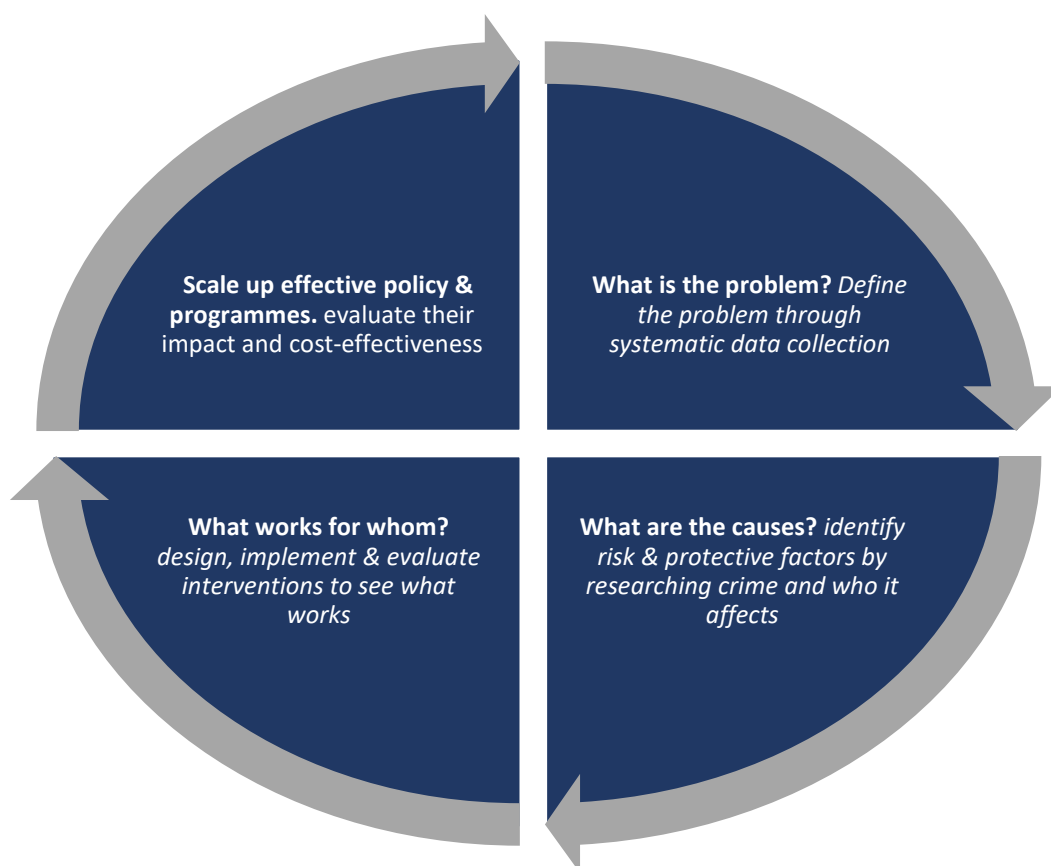 Scale up effective policy &
programmes. evaluate their
impact and cost-effectiveness
What is the problem? Define
the problem through
systematic data collection
What works for whom?
design, implement & evaluate
interventions to see what
works
What are the causes? identify
risk & protective factors by
researching crime and who it
affects